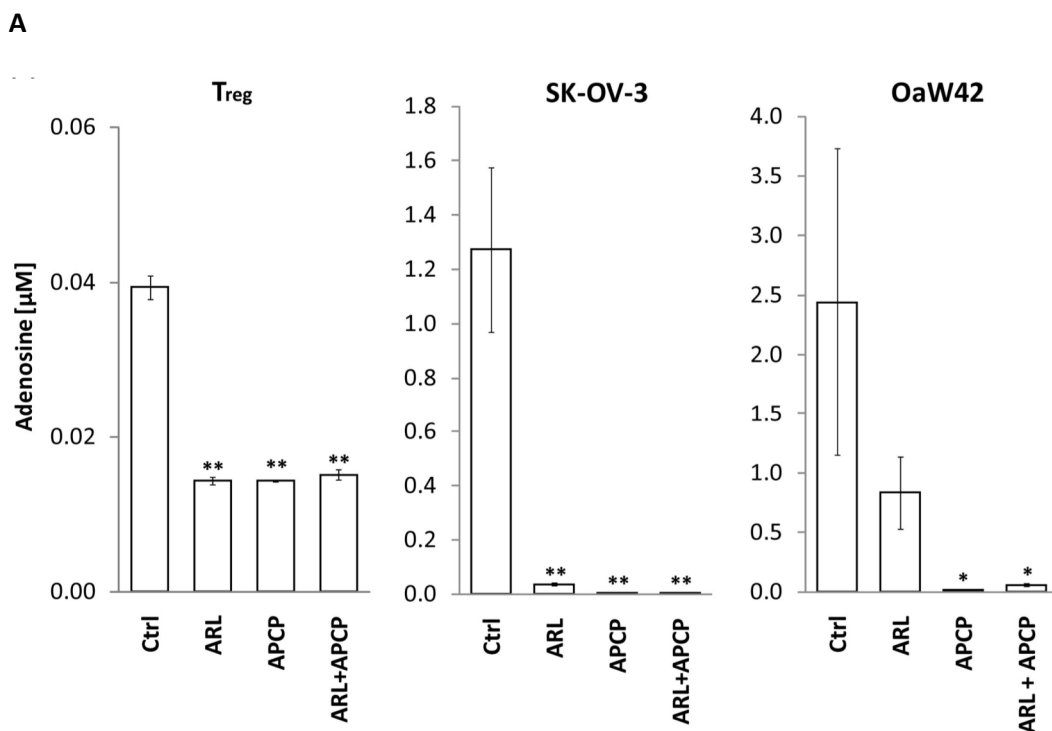 A
Treg
SK-OV-3
OaW42
Adenosine [µM]
0.06
0.04
0.02
0.00
Ctrl
ARL
APCP
ARL+APCP
**
**
**
1.8
1.6
1.4
1.2
1.0
0.8
0.6
0.4
0.2
0.0
Ctrl
ARL
APCP
ARL+APCP
**
**
**
4.0
3.5
3.0
2.5
2.0
1.5
1.0
0.5
0.0
Ctrl
ARL
APCP
ARL + APCP
*
*